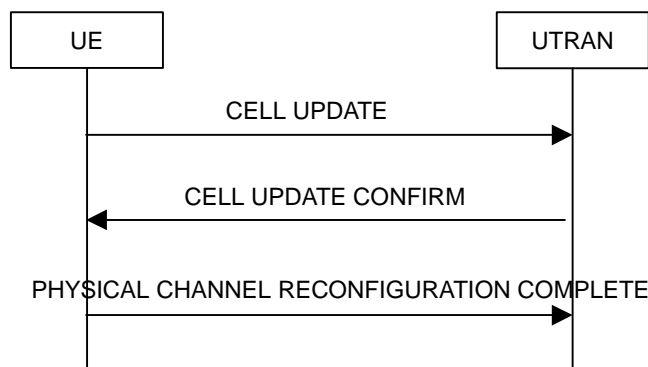 UE
UTRAN
CELL UPDATE
CELL UPDATE CONFIRM
PHYSICAL CHANNEL RECONFIGURATION COMPLETE